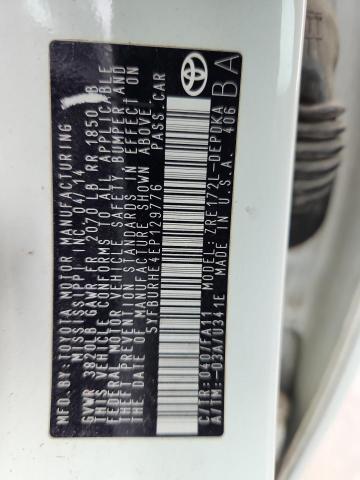 MFD.BY: TOYOTA MOTOR MANUFACTURING
MISSISSIPPI INC. 04/14
GVWR 3820LB GAWR FR 2070 LB RR 1850LB
THIS VEHICLE CONFORMS TO ALL APPLICABLE
FEDERAL MOTOR VEHICLE SAFETY, BUMPER AND
THEFT PREVENTION STANDARDS IN EFFECT ON
THE DATE OF MANUFACTURE SHOWN ABOVE.
5YFBURHE4EP129776 PASS.CAR
C/TR: 040/FA11 MODEL: ZRE172L-DEPDKA
A/TM:-03A/U341E MADE IN U.S.A. 406
BA